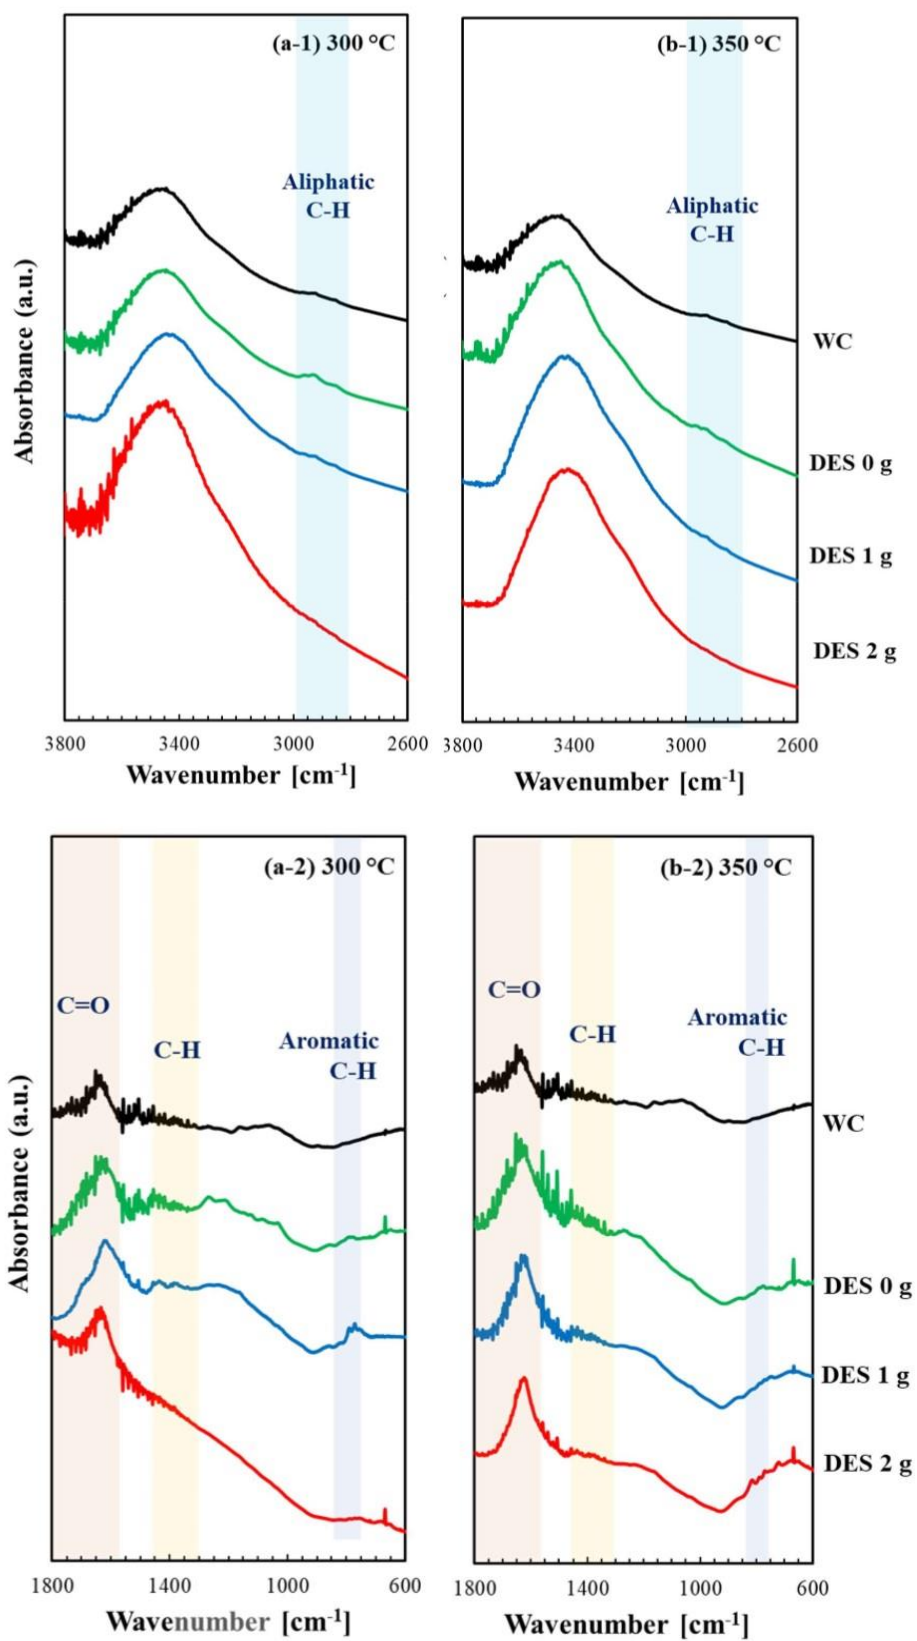 (a-1) 300 °C
(b-1) 350 °C
Aliphatic
C-H
Aliphatic
C-H
Absorbance (a.u.)
WC
DES 0 g
DES 1 g
DES 2 g
3800 3400 3000 2600
3800 3400 3000 2600
Wavenumber [cm-1]
Wavenumber [cm-1]
(a-2) 300 °C
(b-2) 350 °C
C=O
C-H
Aromatic
C-H
C=O
C-H
Aromatic
C-H
Absorbance (a.u.)
WC
DES 0 g
DES 1 g
DES 2 g
1800 1400 1000 600
1800 1400 1000 600
Wavenumber [cm-1]
Wavenumber [cm-1]